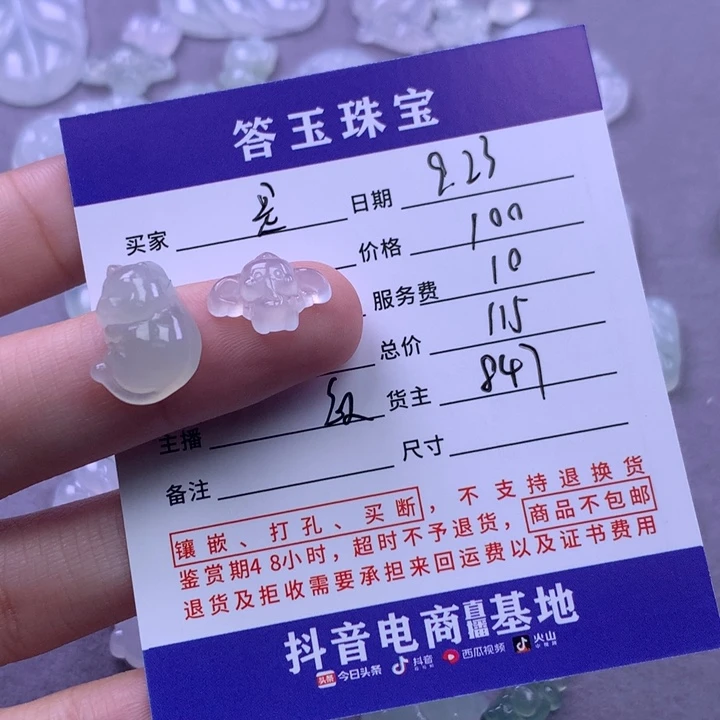 答玉珠宝
买家 日期 9.23
价格 100
服务费 10
总价 115
主播 货主 847
备注 尺寸
镶嵌、打孔、买断，不支持退换货
鉴赏期48小时，超时不予退货，商品不包邮
退货及拒收需要承担来回运费以及证书费用
抖音电商直播基地
头条 今日头条 抖音 西瓜视频 火山